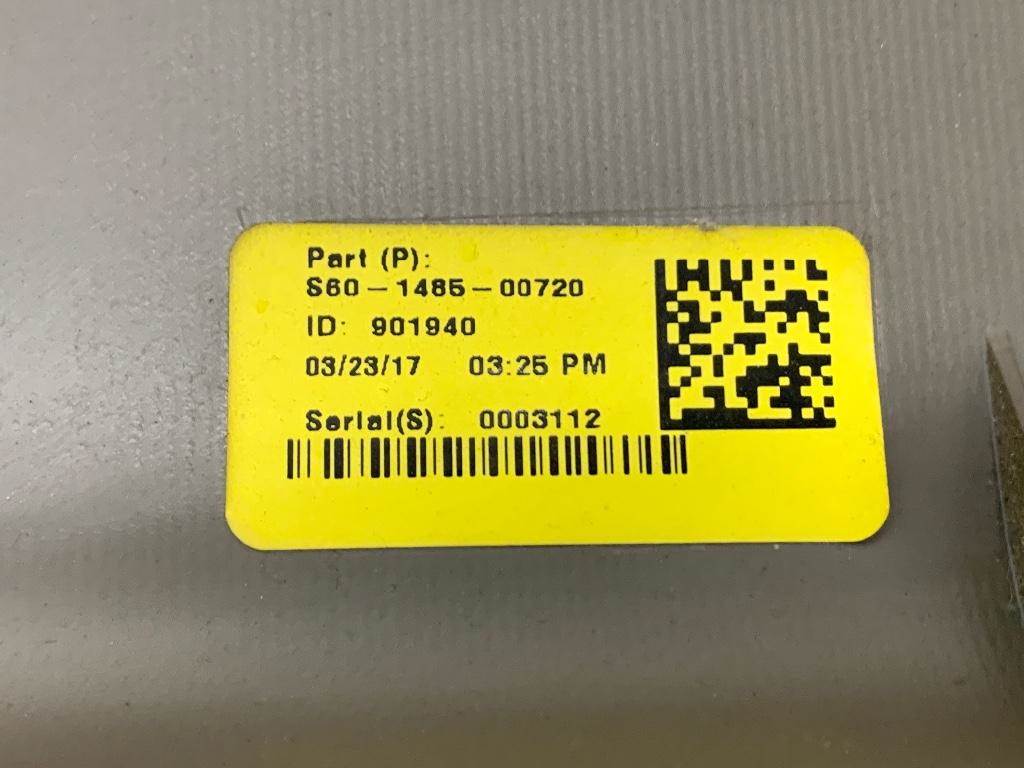 Part (P):
S60-1485-00720
ID: 901940
03/23/17 03:25 PM
Serial(S): 0003112